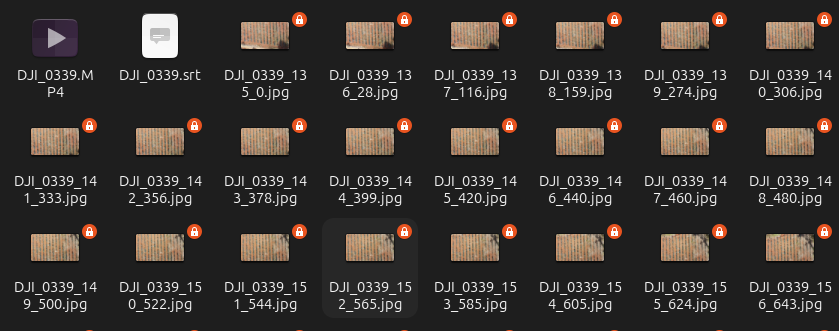 DJI_0339.M
P4
DJI_0339.srt
DJI_0339_13
5_0.jpg
DJI_0339_13
6_28.jpg
DJI_0339_13
7_116.jpg
DJI_0339_13
8_159.jpg
DJI_0339_13
9_274.jpg
DJI_0339_14
0_306.jpg
DJI_0339_14
1_333.jpg
DJI_0339_14
2_356.jpg
DJI_0339_14
3_378.jpg
DJI_0339_14
4_399.jpg
DJI_0339_14
5_420.jpg
DJI_0339_14
6_440.jpg
DJI_0339_14
7_460.jpg
DJI_0339_14
8_480.jpg
DJI_0339_14
9_500.jpg
DJI_0339_15
0_522.jpg
DJI_0339_15
1_544.jpg
DJI_0339_15
2_565.jpg
DJI_0339_15
3_585.jpg
DJI_0339_15
4_605.jpg
DJI_0339_15
5_624.jpg
DJI_0339_15
6_643.jpg